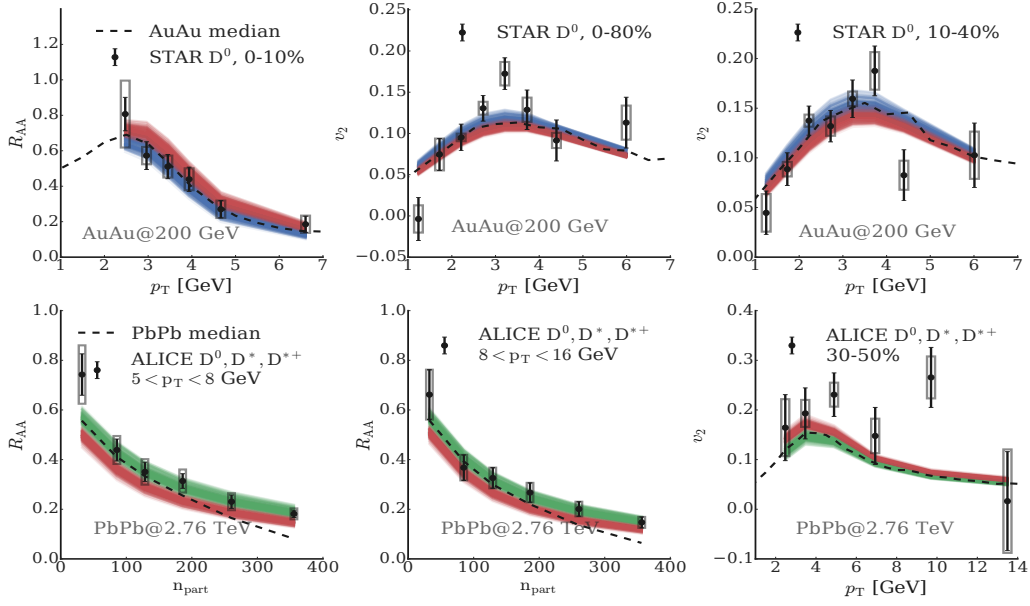 AuAu median
STAR D⁰, 0-10%
AuAu@200 GeV
R_AA
1.2
1.0
0.8
0.6
0.4
0.2
0.0
1 2 3 4 5 6 7
p_T [GeV]
STAR D⁰, 0-80%
AuAu@200 GeV
v₂
0.25
0.20
0.15
0.10
0.05
0.00
−0.05
1 2 3 4 5 6 7
p_T [GeV]
STAR D⁰, 10-40%
AuAu@200 GeV
v₂
0.25
0.20
0.15
0.10
0.05
0.00
1 2 3 4 5 6 7
p_T [GeV]
PbPb median
ALICE D⁰, D*, D*⁺
5 < p_T < 8 GeV
PbPb@2.76 TeV
R_AA
1.0
0.8
0.6
0.4
0.2
0.0
0 100 200 300 400
n_part
ALICE D⁰, D*, D*⁺
8 < p_T < 16 GeV
PbPb@2.76 TeV
R_AA
1.0
0.8
0.6
0.4
0.2
0.0
0 100 200 300 400
n_part
ALICE D⁰, D*, D*⁺
30-50%
PbPb@2.76 TeV
v₂
0.4
0.3
0.2
0.1
0.0
−0.1
2 4 6 8 10 12 14
p_T [GeV]